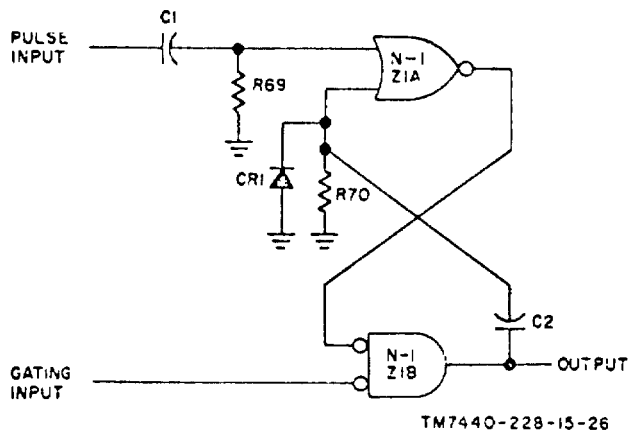 C1
PULSE
INPUT
R69
N-1
Z1A
CR1
R70
C2
N-1
Z1B
OUTPUT
GATING
INPUT
TM7440-228-15-26